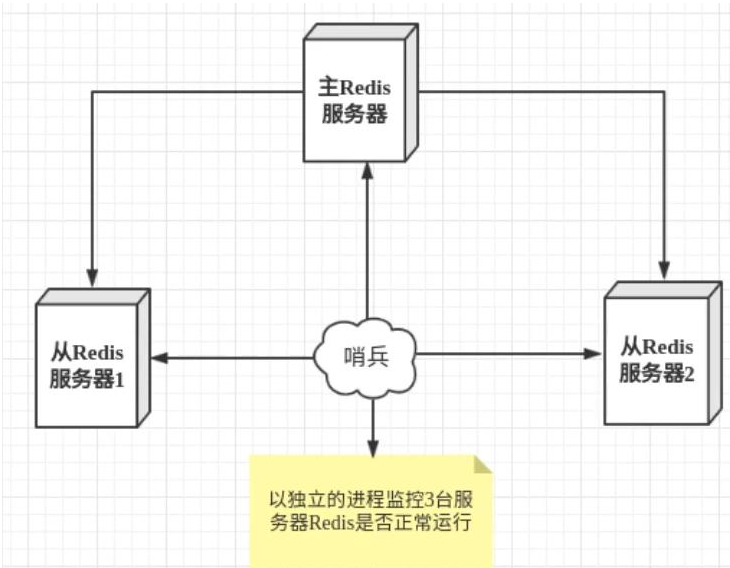 主Redis
服务器
从Redis
服务器1
哨兵
从Redis
服务器2
以独立的进程监控3台服
务器Redis是否正常运行